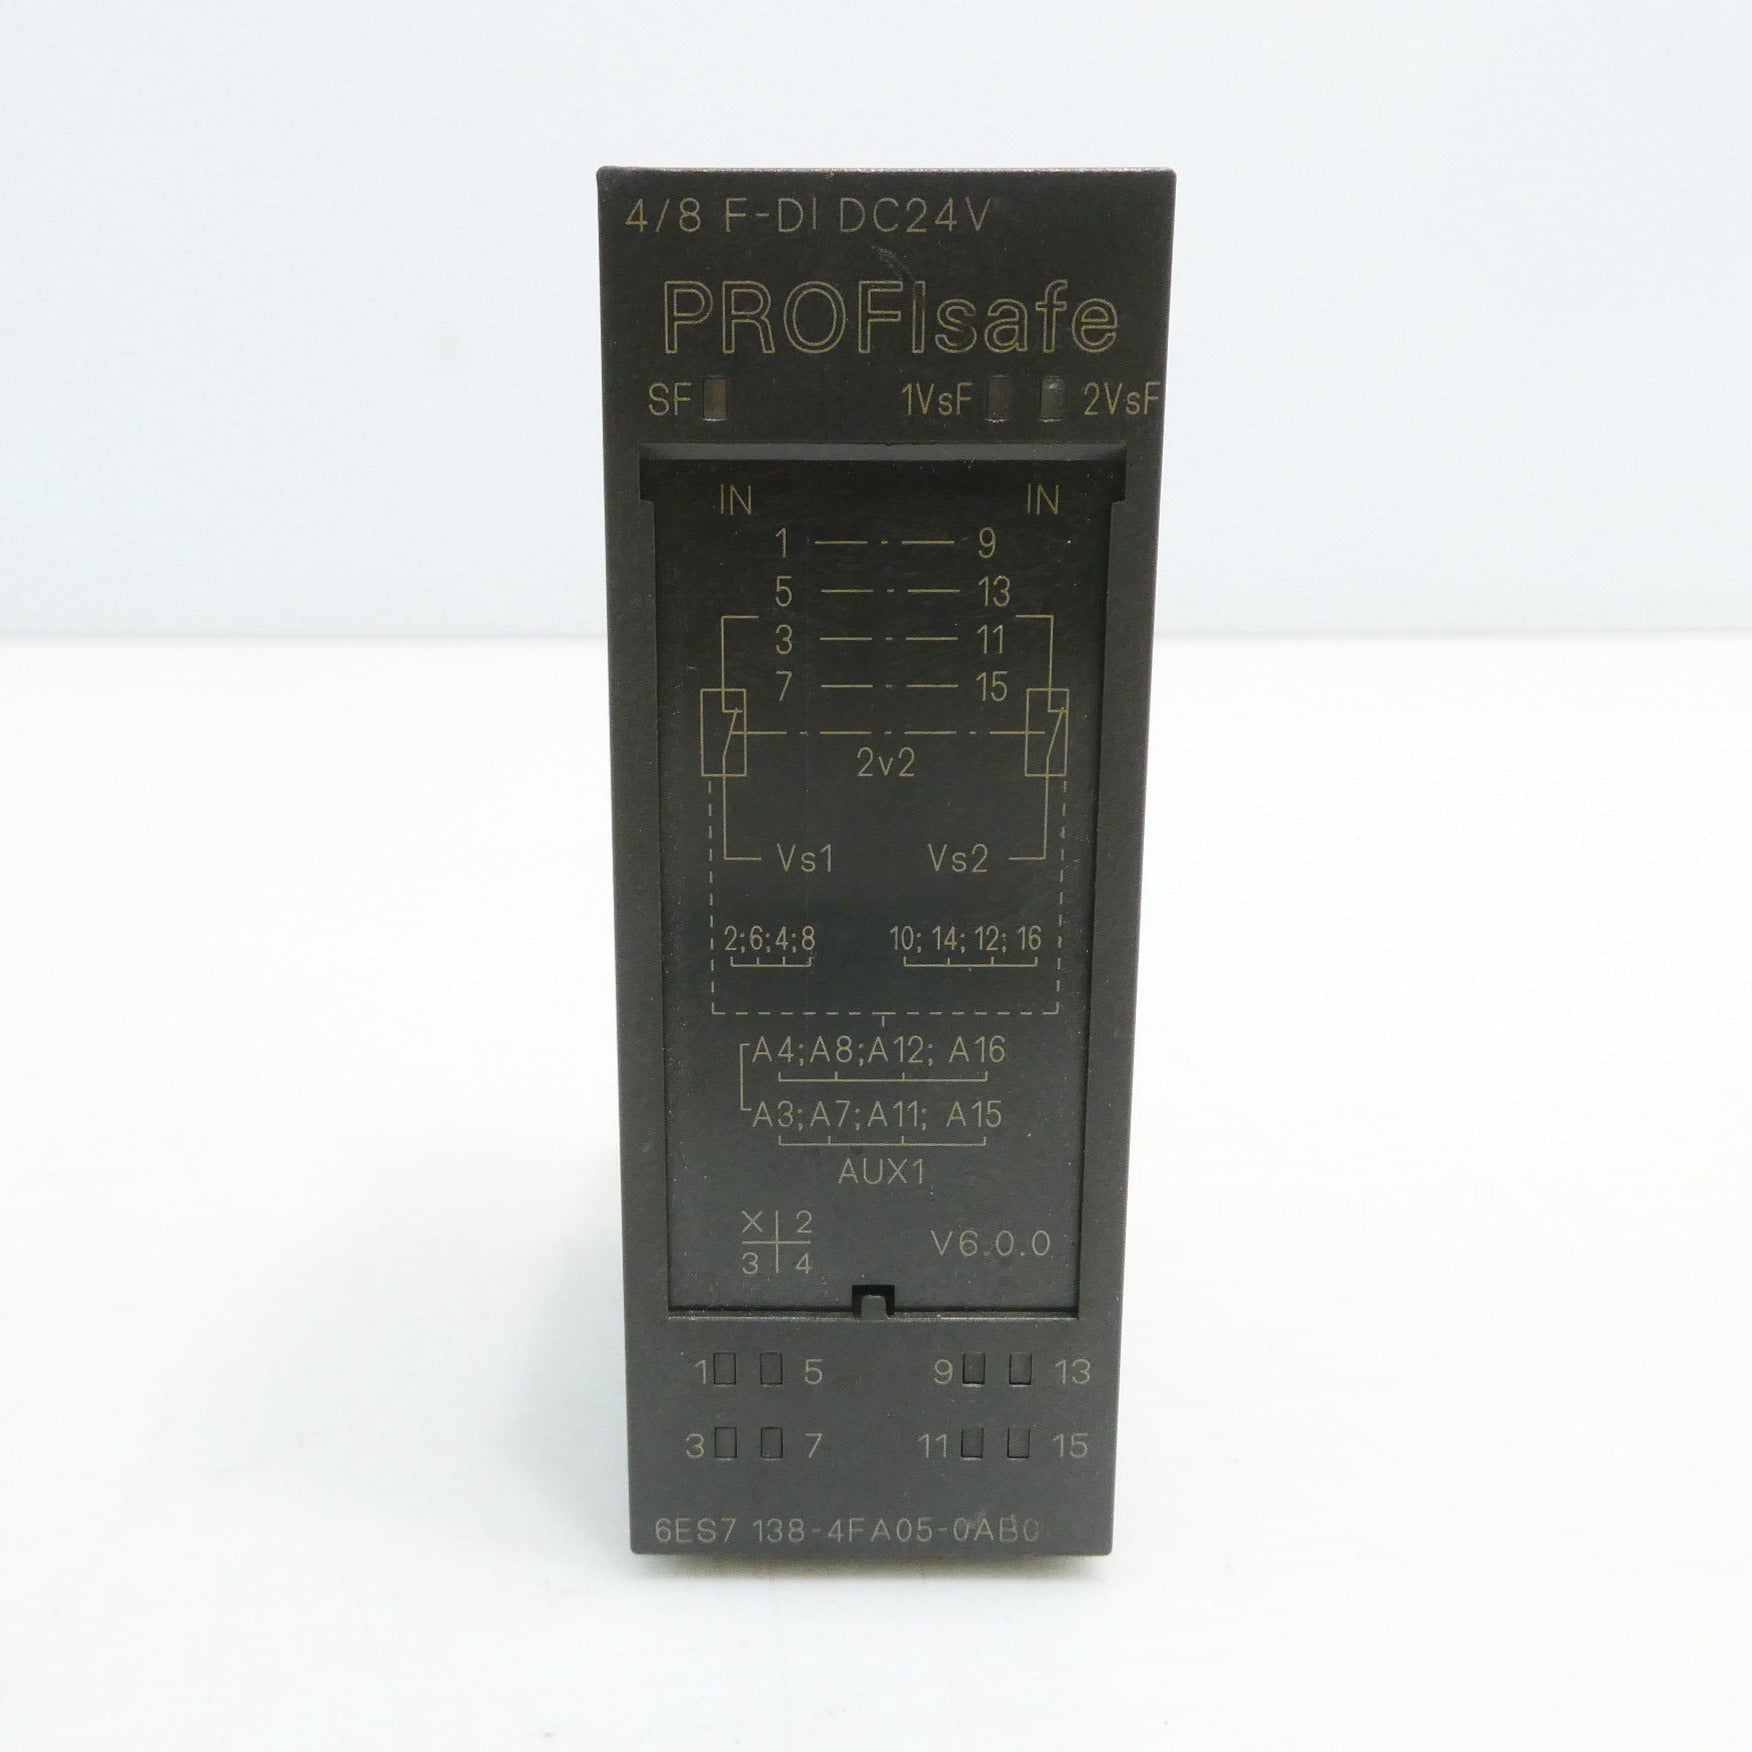 4/8 F-DI DC24V
PROFIsafe
SF 1VsF 2VsF
IN IN
1 9
5 13
3 11
7 15
2v2
Vs1 Vs2
2;6;4;8 10; 14; 12; 16
A4;A8;A12; A16
A3;A7;A11; A15
AUX1
X 2
3 4
V6.0.0
1 5 9 13
3 7 11 15
6ES7 138-4FA05-0AB0